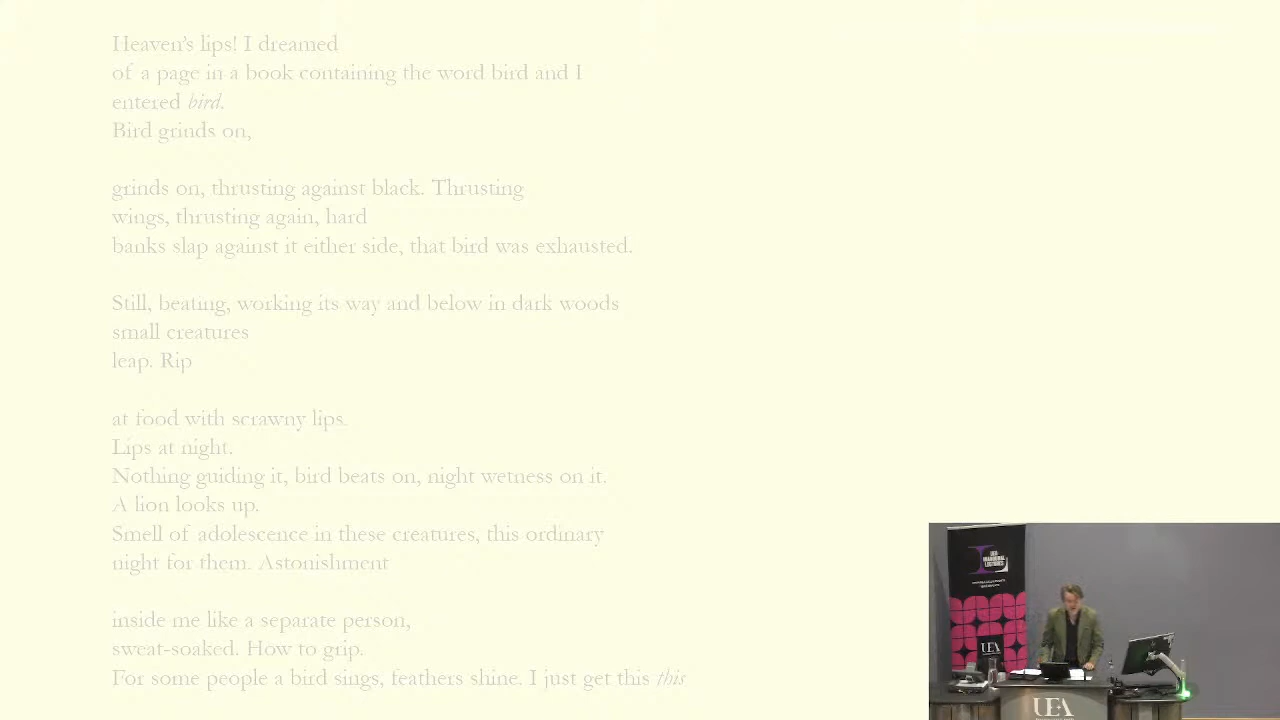 Heaven's lips! I dreamed
of a page in a book containing the word bird and I
entered bird.
Bird grinds on,
grinds on, thrusting against black. Thrusting
wings, thrusting again, hard
banks slap against it either side, that bird was exhausted.
Still, beating, working its way and below in dark woods
small creatures
leap. Rip
at food with scrawny lips.
Lips at night.
Nothing guiding it, bird beats on, night wetness on it.
A lion looks up.
Smell of adolescence in these creatures, this ordinary
night for them. Astonishment
inside me like a separate person,
sweat-soaked. How to grip.
For some people a bird sings, feathers shine. I just get this this
UEA
INAUGURAL
LECTURES
UEA
UEA